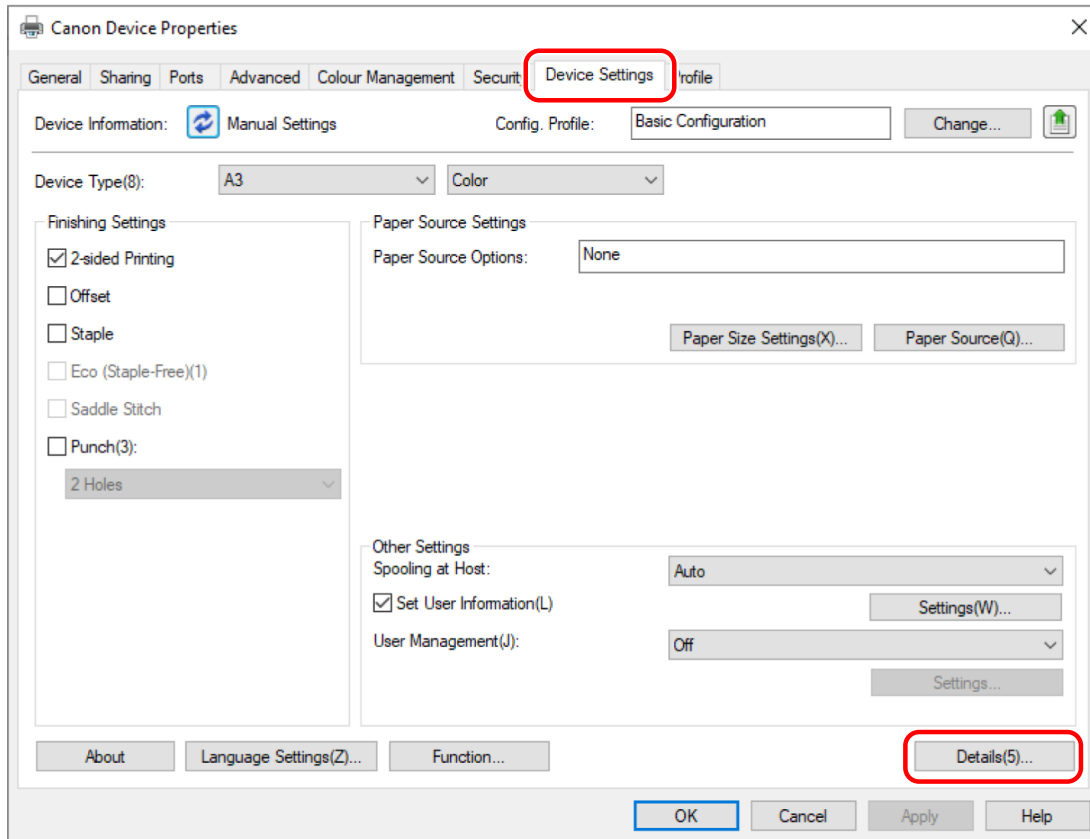 Canon Device Properties
General Sharing Ports Advanced Colour Management Securit Device Settings rofile
Device Information: Manual Settings Config. Profile: Basic Configuration Change...
Device Type(8): A3 Color
Finishing Settings
2-sided Printing
Offset
Staple
Eco (Staple-Free)(1)
Saddle Stitch
Punch(3):
2 Holes
Paper Source Settings
Paper Source Options: None
Paper Size Settings(X)... Paper Source(Q)...
Other Settings
Spooling at Host: Auto
Set User Information(L) Settings(W)...
User Management(J): Off
Settings...
About Language Settings(Z)... Function... Details(5)...
OK Cancel Apply Help